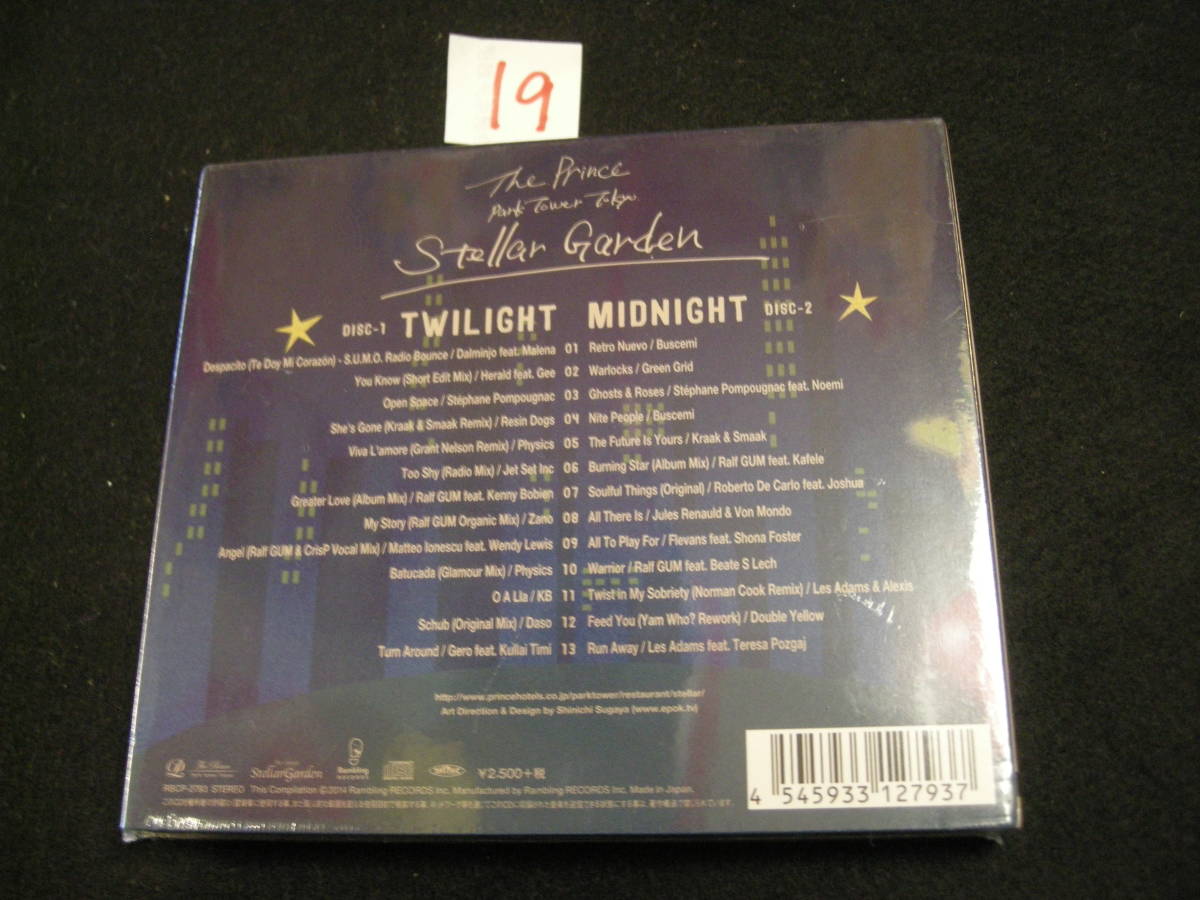 19
The Prince
Park Tower Tokyo
Stellar Garden
DISC-1 TWILIGHT MIDNIGHT DISC-2
Despacito (Te Doy Mi Corazón) - S.U.M.O. Radio Bounce / Dalminjo feat. Malena 01 Retro Nuevo / Buscemi
You Know (Short Edit Mix) / Herald feat. Gee 02 Warlocks / Green Grid
Open Space / Stéphane Pompougnac 03 Ghosts & Roses / Stéphane Pompougnac feat. Noemi
She's Gone (Kraak & Smaak Remix) / Resin Dogs 04 Nite People / Buscemi
Viva L'amore (Grant Nelson Remix) / Physics 05 The Future Is Yours / Kraak & Smaak
Too Shy (Radio Mix) / Jet Set Inc 06 Burning Star (Album Mix) / Ralf GUM feat. Kafele
Greater Love (Album Mix) / Ralf GUM feat. Kenny Bobien 07 Soulful Things (Original) / Roberto De Carlo feat. Joshua
My Story (Ralf GUM Organic Mix) / Zano 08 All There Is / Jules Renauld & Von Mondo
Angel (Ralf GUM & CrisP Vocal Mix) / Matteo Ionescu feat. Wendy Lewis 09 All To Play For / Flevans feat. Shona Foster
Batucada (Glamour Mix) / Physics 10 Warrior / Ralf GUM feat. Beate S Lech
O A Lla / KB 11 Twist In My Sobriety (Norman Cook Remix) / Les Adams & Alexis
Schub (Original Mix) / Daso 12 Feed You (Yam Who? Rework) / Double Yellow
Turn Around / Gero feat. Kullai Timi 13 Run Away / Les Adams feat. Teresa Pozgaj
http://www.princehotels.co.jp/parktower/restaurant/stellar/
Art Direction & Design by Shinichi Sugaya (www.epok.tv)
The Prince StellarGarden Rambling RECORDS ¥2,500+税
RBCP-2793 STEREO This Compilation ©2014 Rambling RECORDS Inc. Manufactured by Rambling RECORDS Inc. Made in Japan.
4 545933 127937